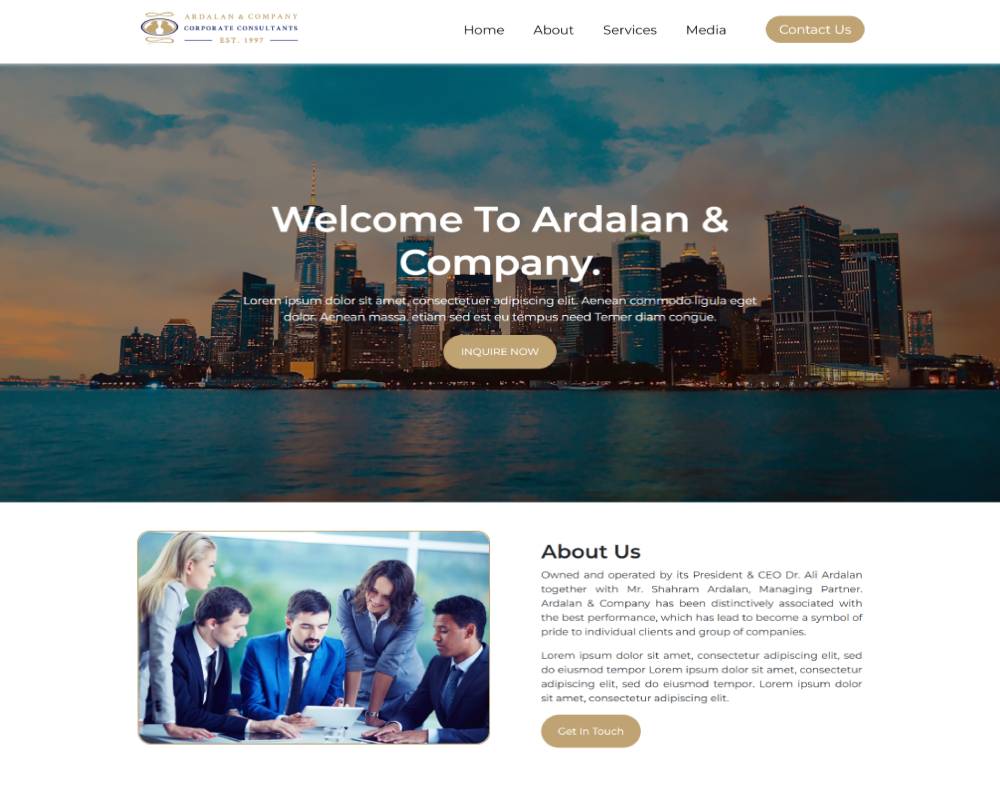 ARDALAN & COMPANY
CORPORATE CONSULTANTS
EST. 1997
Home About Services Media Contact Us
Welcome To Ardalan &
Company.
Lorem ipsum dolor sit amet, consectetuer adipiscing elit. Aenean commodo ligula eget
dolor. Aenean massa. etiam sed est eu tempus need Temer diam congue.
INQUIRE NOW
About Us
Owned and operated by its President & CEO Dr. Ali Ardalan
together with Mr. Shahram Ardalan, Managing Partner.
Ardalan & Company has been distinctively associated with
the best performance, which has lead to become a symbol of
pride to individual clients and group of companies.
Lorem ipsum dolor sit amet, consectetur adipiscing elit, sed
do eiusmod tempor Lorem ipsum dolor sit amet, consectetur
adipiscing elit, sed do eiusmod tempor. Lorem ipsum dolor
sit amet, consectetur adipiscing elit.
Get In Touch